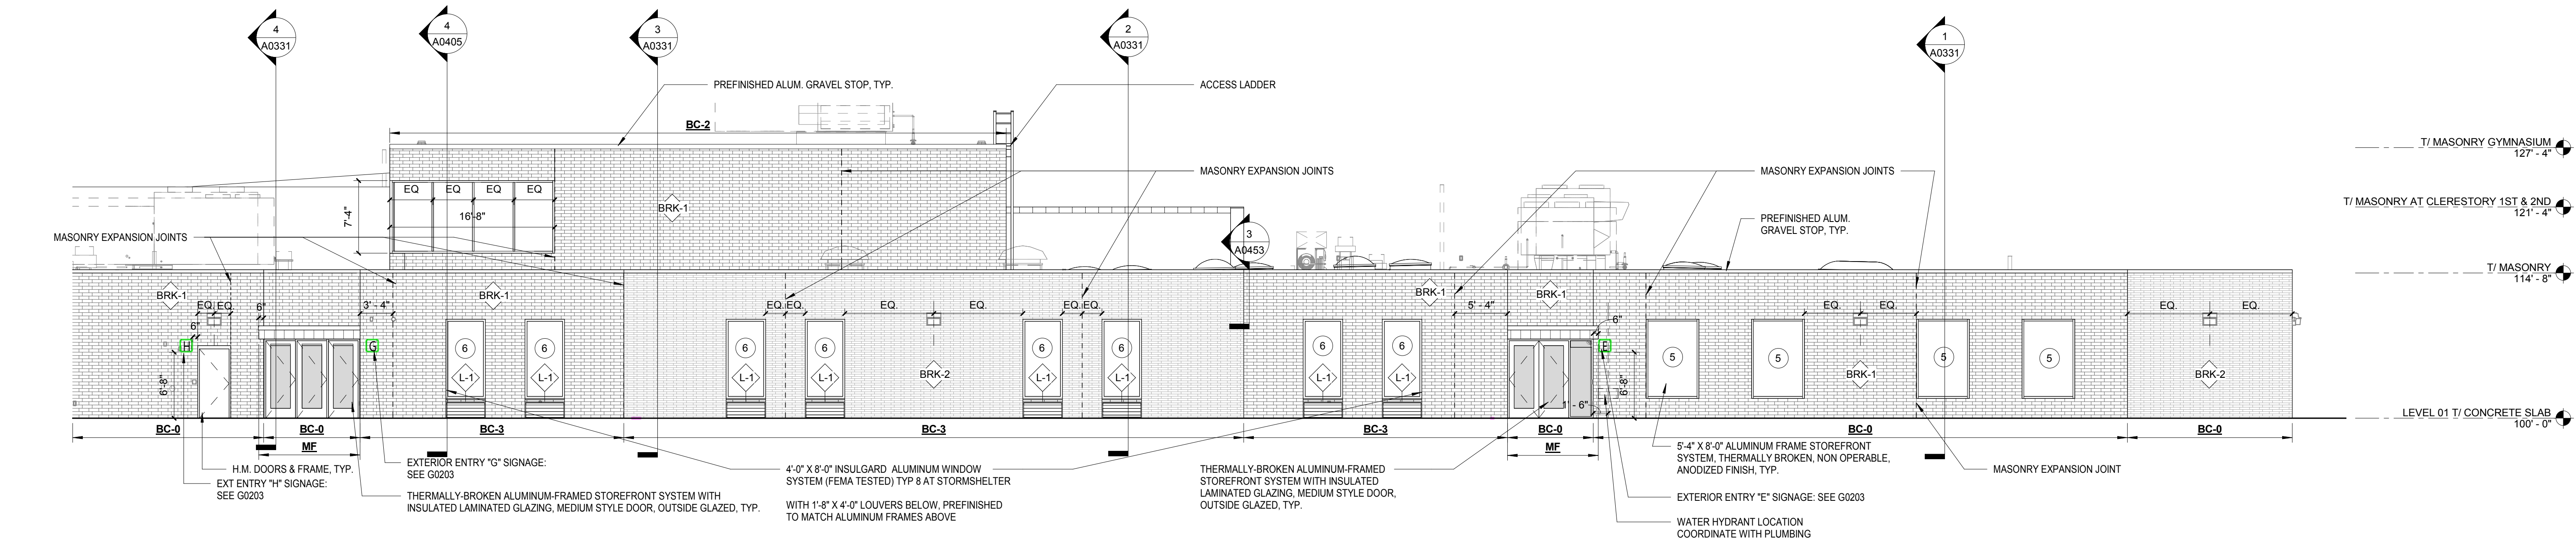 4
A0331
4
A0405
3
A0331
2
A0331
1
A0331
PREFINISHED ALUM. GRAVEL STOP, TYP.
ACCESS LADDER
BC-2
T/ MASONRY GYMNASIUM
127' - 4"
MASONRY EXPANSION JOINTS
MASONRY EXPANSION JOINTS
EQ EQ EQ EQ
7'-4"
16'-8"
BRK-1
T/ MASONRY AT CLERESTORY 1ST & 2ND
121' - 4"
PREFINISHED ALUM.
GRAVEL STOP, TYP.
MASONRY EXPANSION JOINTS
3
A0453
T/ MASONRY
114' - 8"
BRK-1
BRK-1
BRK-1
BRK-1
EQ. EQ.
6"
3' - 4"
EQ. EQ.
EQ.
EQ.
EQ. EQ.
5' - 4"
EQ.
EQ.
EQ.
EQ.
6"
6"
H
G
E
6
6
6
6
6
6
6
6
5
5
5
5
L-1
L-1
L-1
L-1
L-1
L-1
L-1
L-1
BRK-2
BRK-1
BRK-2
6'-8"
6'-8"
1' - 6"
LEVEL 01 T/ CONCRETE SLAB
100' - 0"
BC-0
BC-0
BC-3
BC-3
BC-3
BC-0
BC-0
BC-0
MF
MF
H.M. DOORS & FRAME, TYP.
EXT ENTRY "H" SIGNAGE:
SEE G0203
EXTERIOR ENTRY "G" SIGNAGE:
SEE G0203
THERMALLY-BROKEN ALUMINUM-FRAMED STOREFRONT SYSTEM WITH
INSULATED LAMINATED GLAZING, MEDIUM STYLE DOOR, OUTSIDE GLAZED, TYP.
4'-0" X 8'-0" INSULGARD ALUMINUM WINDOW
SYSTEM (FEMA TESTED) TYP 8 AT STORMSHELTER
WITH 1'-8" X 4'-0" LOUVERS BELOW, PREFINISHED
TO MATCH ALUMINUM FRAMES ABOVE
THERMALLY-BROKEN ALUMINUM-FRAMED
STOREFRONT SYSTEM WITH INSULATED
LAMINATED GLAZING, MEDIUM STYLE DOOR,
OUTSIDE GLAZED, TYP.
5'-4" X 8'-0" ALUMINUM FRAME STOREFRONT
SYSTEM, THERMALLY BROKEN, NON OPERABLE,
ANODIZED FINISH, TYP.
EXTERIOR ENTRY "E" SIGNAGE: SEE G0203
WATER HYDRANT LOCATION
COORDINATE WITH PLUMBING
MASONRY EXPANSION JOINT